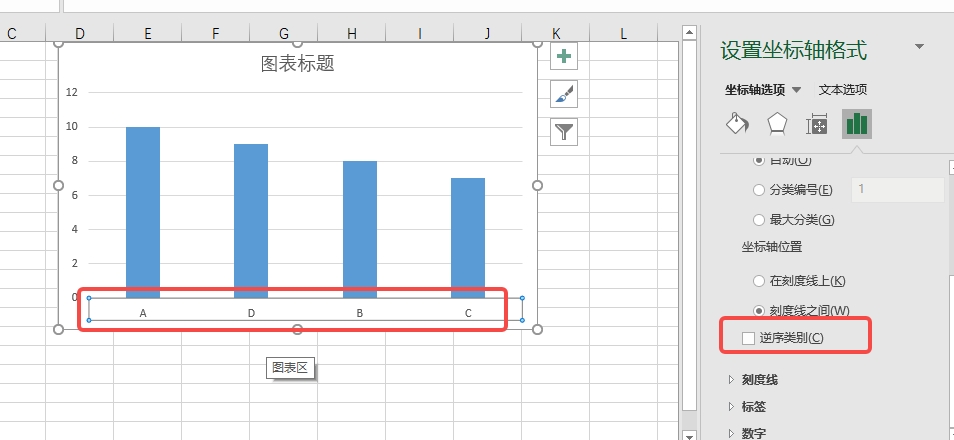 C D E F G H I J K L
图表标题
12
10
8
6
4
2
0
A D B C
图表区
设置坐标轴格式
坐标轴选项 文本选项
自动(O)
分类编号(E) 1
最大分类(G)
坐标轴位置
在刻度线上(K)
刻度线之间(W)
逆序类别(C)
刻度线
标签
数字